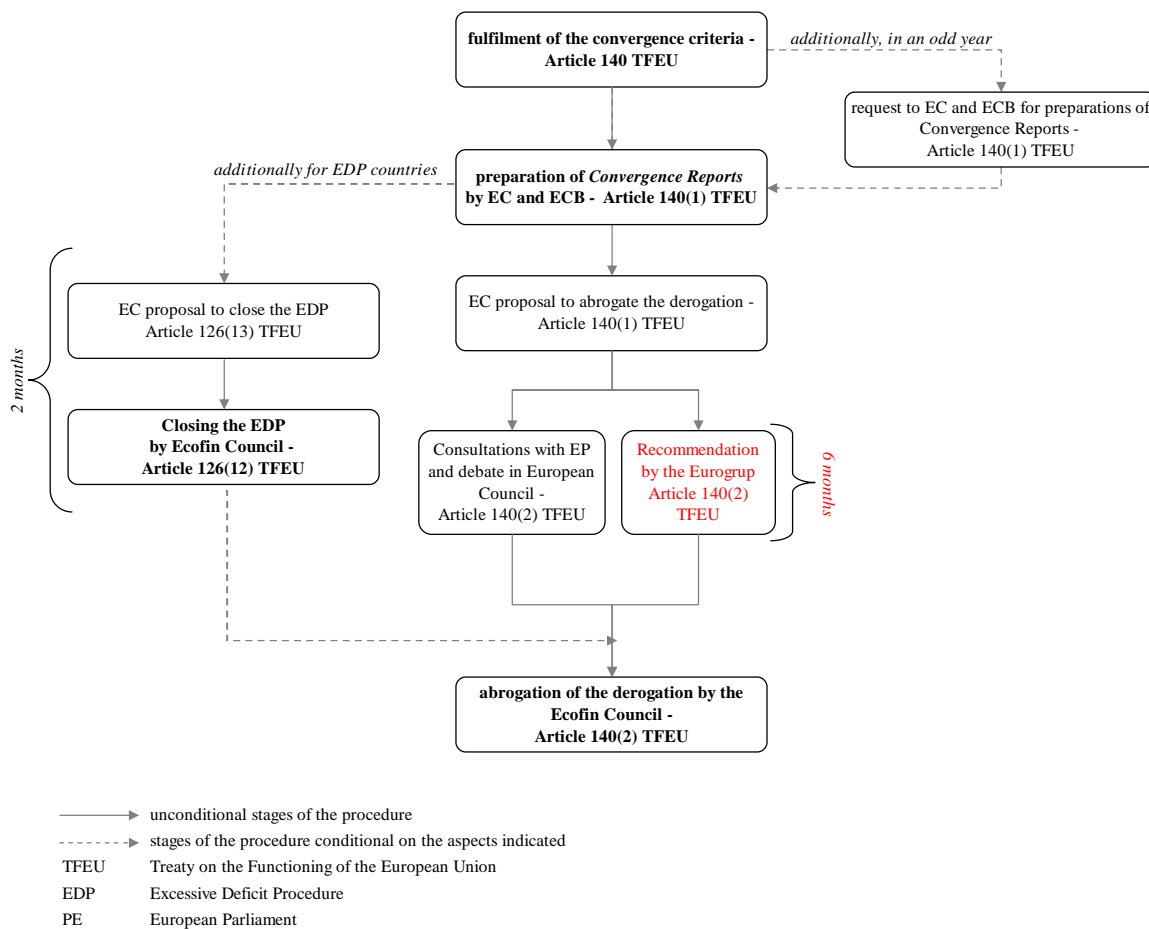 fulfilment of the convergence criteria -
Article 140 TFEU
additionally, in an odd year
request to EC and ECB for preparations of
Convergence Reports -
Article 140(1) TFEU
additionally for EDP countries
preparation of Convergence Reports
by EC and ECB - Article 140(1) TFEU
2 months
EC proposal to close the EDP
Article 126(13) TFEU
EC proposal to abrogate the derogation -
Article 140(1) TFEU
Closing the EDP
by Ecofin Council -
Article 126(12) TFEU
Consultations with EP
and debate in European
Council -
Article 140(2) TFEU
Recommendation
by the Eurogrup
Article 140(2)
TFEU
6 months
abrogation of the derogation by the
Ecofin Council -
Article 140(2) TFEU
unconditional stages of the procedure
stages of the procedure conditional on the aspects indicated
TFEU Treaty on the Functioning of the European Union
EDP Excessive Deficit Procedure
PE European Parliament